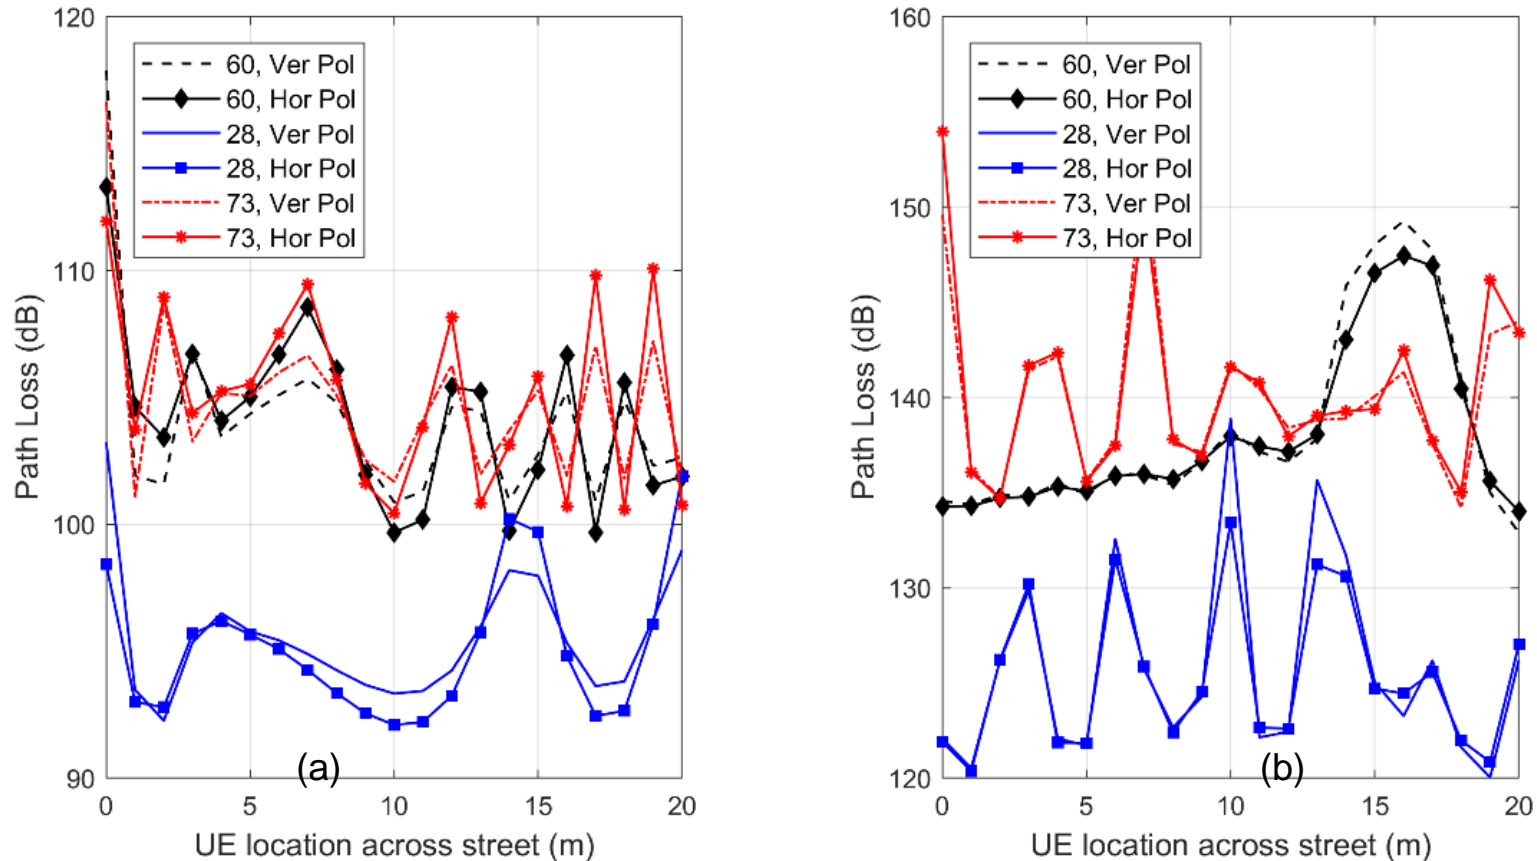 120
110
100
90
Path Loss (dB)
60, Ver Pol
60, Hor Pol
28, Ver Pol
28, Hor Pol
73, Ver Pol
73, Hor Pol
(a)
0 5 10 15 20
UE location across street (m)
160
150
140
130
120
Path Loss (dB)
60, Ver Pol
60, Hor Pol
28, Ver Pol
28, Hor Pol
73, Ver Pol
73, Hor Pol
(b)
0 5 10 15 20
UE location across street (m)